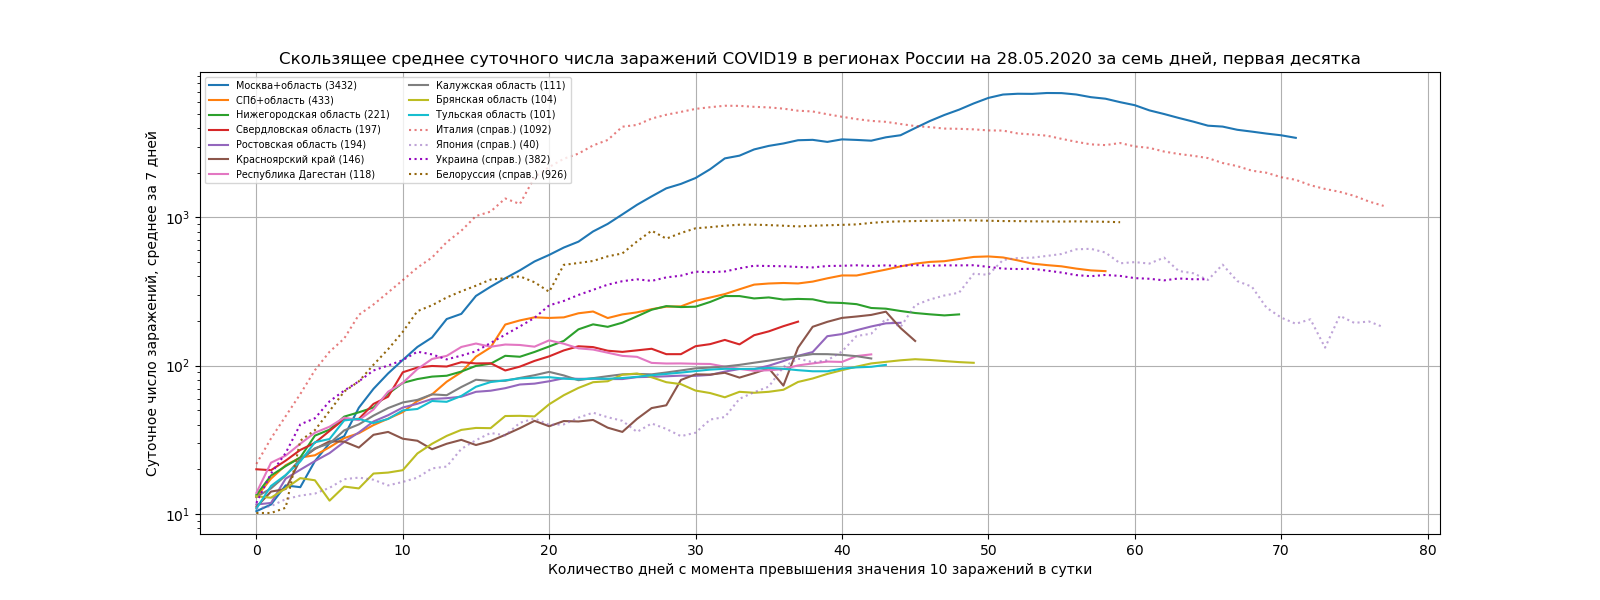 Скользящее среднее суточного числа заражений COVID19 в регионах России на 28.05.2020 за семь дней, первая десятка
Москва+область (3432)
СПб+область (433)
Нижегородская область (221)
Свердловская область (197)
Ростовская область (194)
Красноярский край (146)
Республика Дагестан (118)
Калужская область (111)
Брянская область (104)
Тульская область (101)
Италия (справ.) (1092)
Япония (справ.) (40)
Украина (справ.) (382)
Белоруссия (справ.) (926)
Суточное число заражений, среднее за 7 дней
10³
10²
10¹
0 10 20 30 40 50 60 70 80
Количество дней с момента превышения значения 10 заражений в сутки